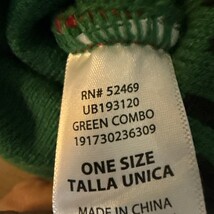 RN# 52469
UB193120
GREEN COMBO
191730236309
ONE SIZE
TALLA UNICA
MADE IN CHINA